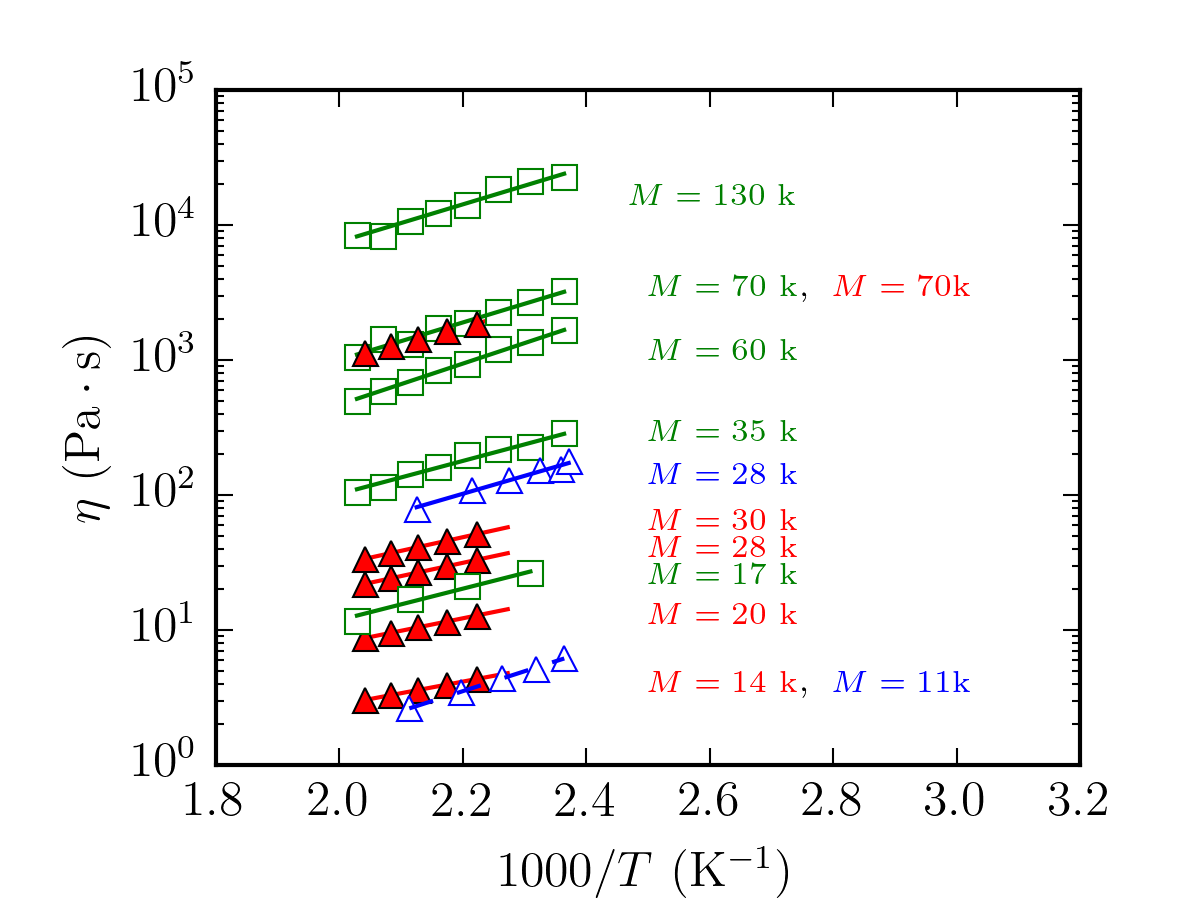 10^5
10^4
10^3
10^2
10^1
10^0
η (Pa · s)
M = 130 k
M = 70 k, M = 70k
M = 60 k
M = 35 k
M = 28 k
M = 30 k
M = 28 k
M = 17 k
M = 20 k
M = 14 k, M = 11k
1.8 2.0 2.2 2.4 2.6 2.8 3.0 3.2
1000/T (K^{-1})